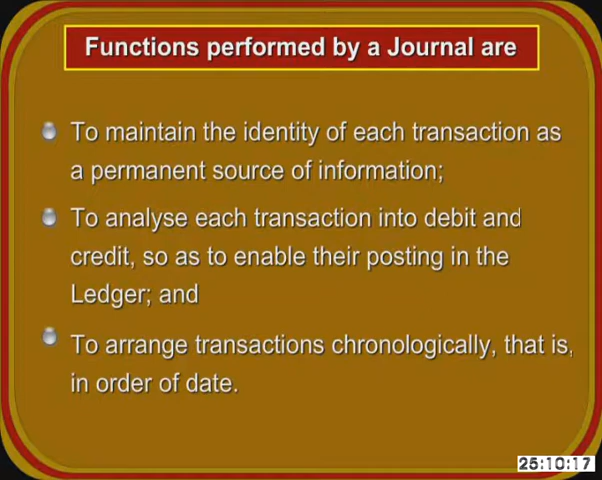 Functions performed by a Journal are
To maintain the identity of each transaction as
a permanent source of information;
To analyse each transaction into debit and
credit, so as to enable their posting in the
Ledger; and
To arrange transactions chronologically, that is,
in order of date.
25:10:17